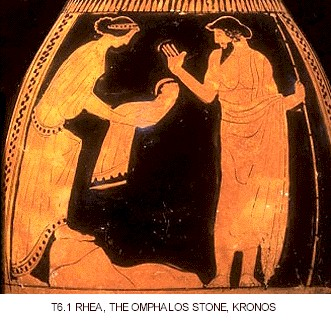 T6.1 RHEA, THE OMPHALOS STONE, KRONOS